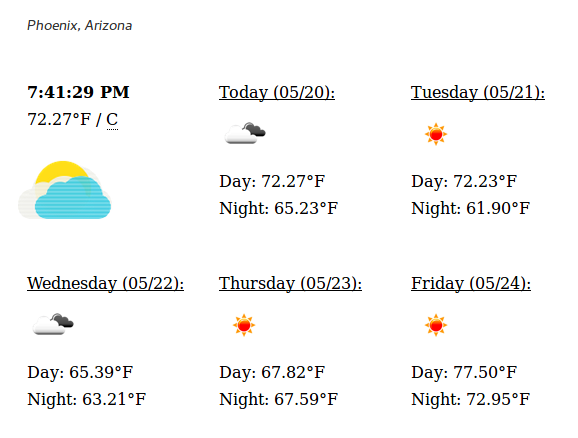 Phoenix, Arizona
7:41:29 PM
72.27°F / C
Today (05/20):
Day: 72.27°F
Night: 65.23°F
Tuesday (05/21):
Day: 72.23°F
Night: 61.90°F
Wednesday (05/22):
Day: 65.39°F
Night: 63.21°F
Thursday (05/23):
Day: 67.82°F
Night: 67.59°F
Friday (05/24):
Day: 77.50°F
Night: 72.95°F